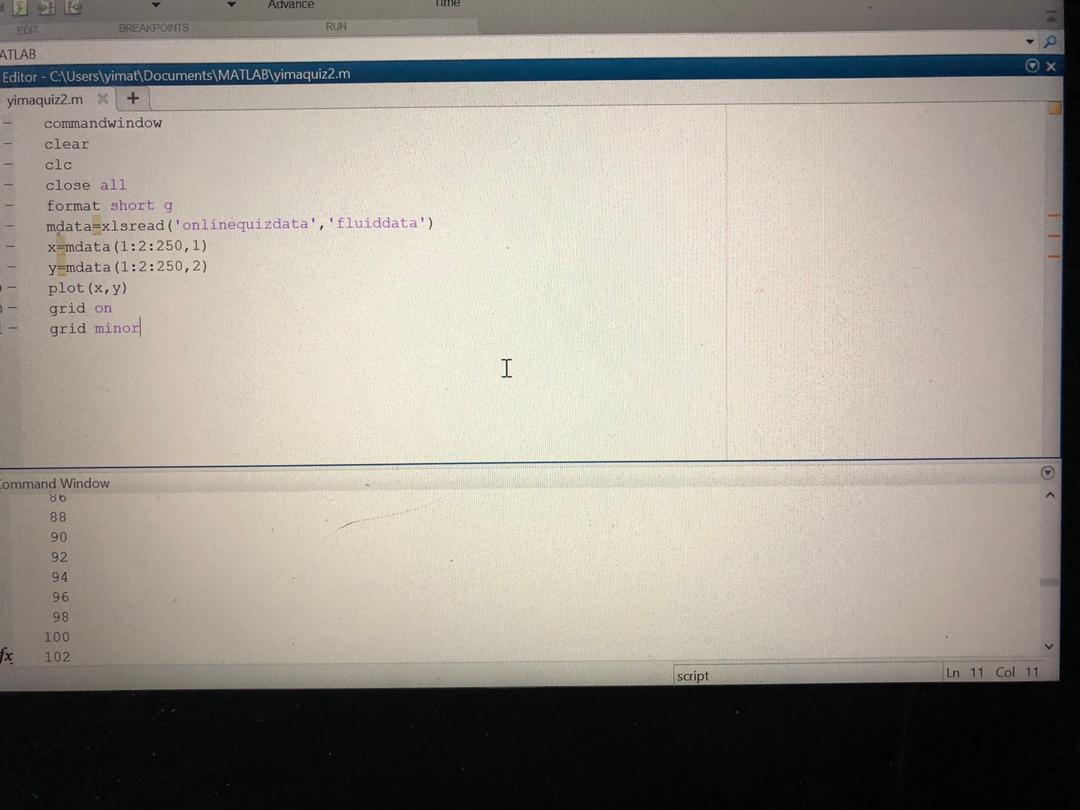 Advance
Time
EDIT
BREAKPOINTS
RUN
ATLAB
Editor - C:\Users\yimat\Documents\MATLAB\yimaquiz2.m
yimaquiz2.m
commandwindow
clear
clc
close all
format short g
mdata=xlsread('onlinequizdata','fluiddata')
x=mdata(1:2:250,1)
y=mdata(1:2:250,2)
plot(x,y)
grid on
grid minor
Command Window
86
88
90
92
94
96
98
100
fx 102
script
Ln 11 Col 11